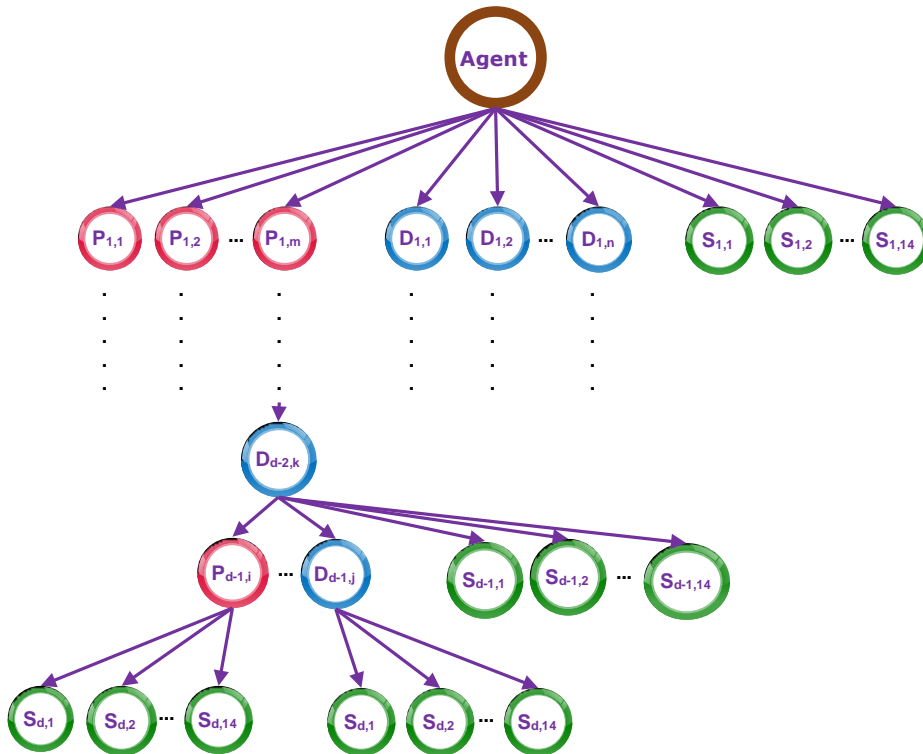 Agent
P1,1 P1,2 ... P1,m D1,1 D1,2 ... D1,n S1,1 S1,2 ... S1,14
Dd-2,k
Pd-1,i ... Dd-1,j Sd-1,1 Sd-1,2 ... Sd-1,14
Sd,1 Sd,2 ... Sd,14 Sd,1 Sd,2 ... Sd,14